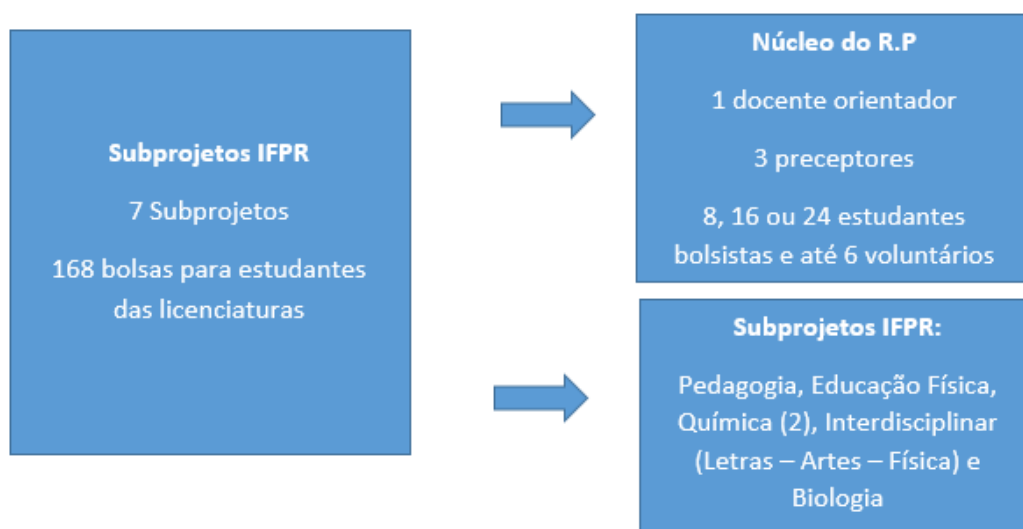 Subprojetos IFPR
7 Subprojetos
168 bolsas para estudantes
das licenciaturas
Núcleo do R.P
1 docente orientador
3 preceptores
8, 16 ou 24 estudantes
bolsistas e até 6 voluntários
Subprojetos IFPR:
Pedagogia, Educação Física,
Química (2), Interdisciplinar
(Letras – Artes – Física) e
Biologia